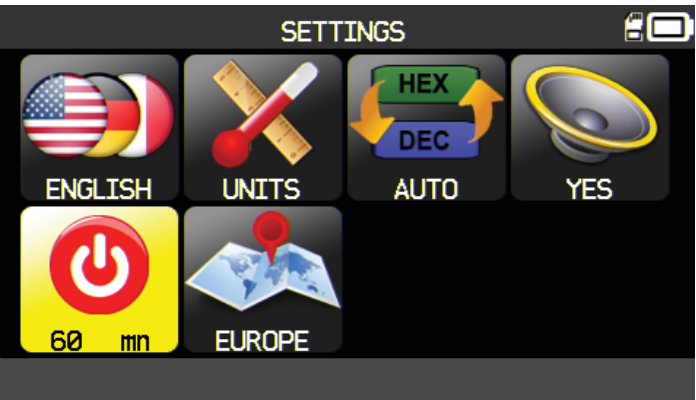 SETTINGS
HEX
DEC
ENGLISH UNITS AUTO YES
60 mn EUROPE